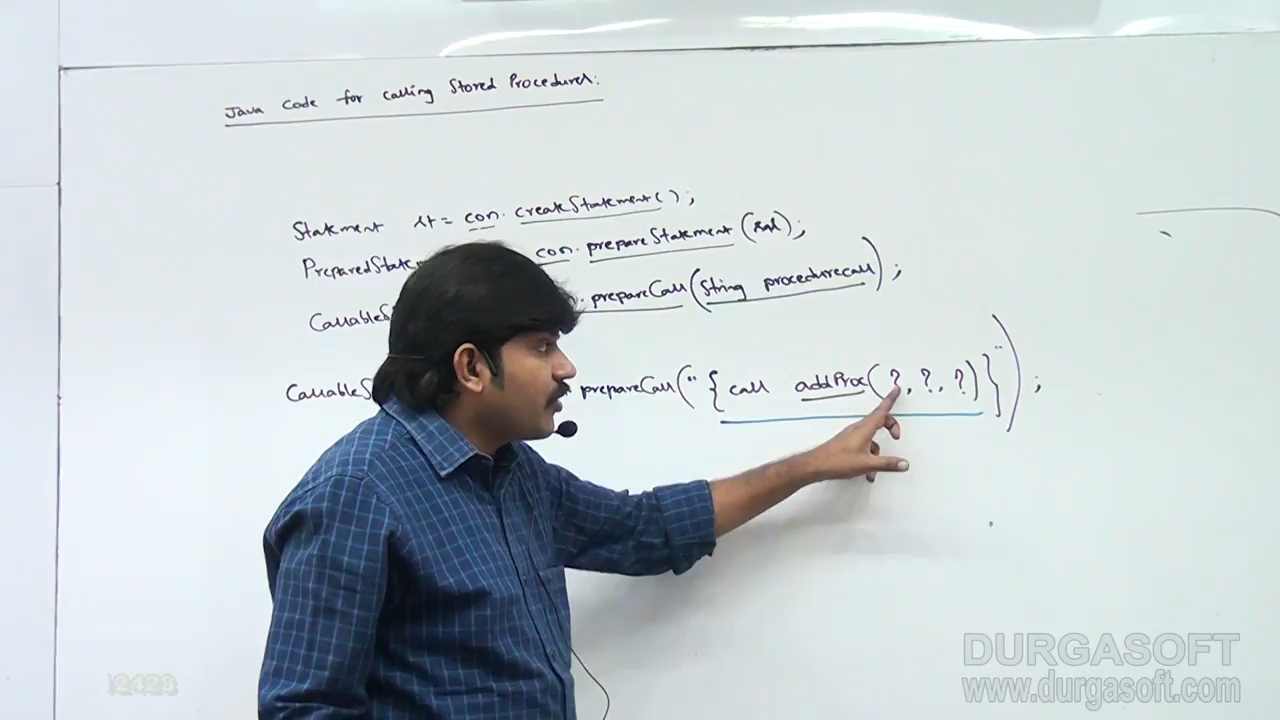 Java Code for calling Stored Procedures:
Statement st = con. createStatement();
PreparedStatem con. prepareStatement (sql);
CallableS . prepareCall (String procedurecall);
CallableS prepareCall ("{call addProc(?, ?, ?)}");
DURGASOFT
www.durgasoft.com